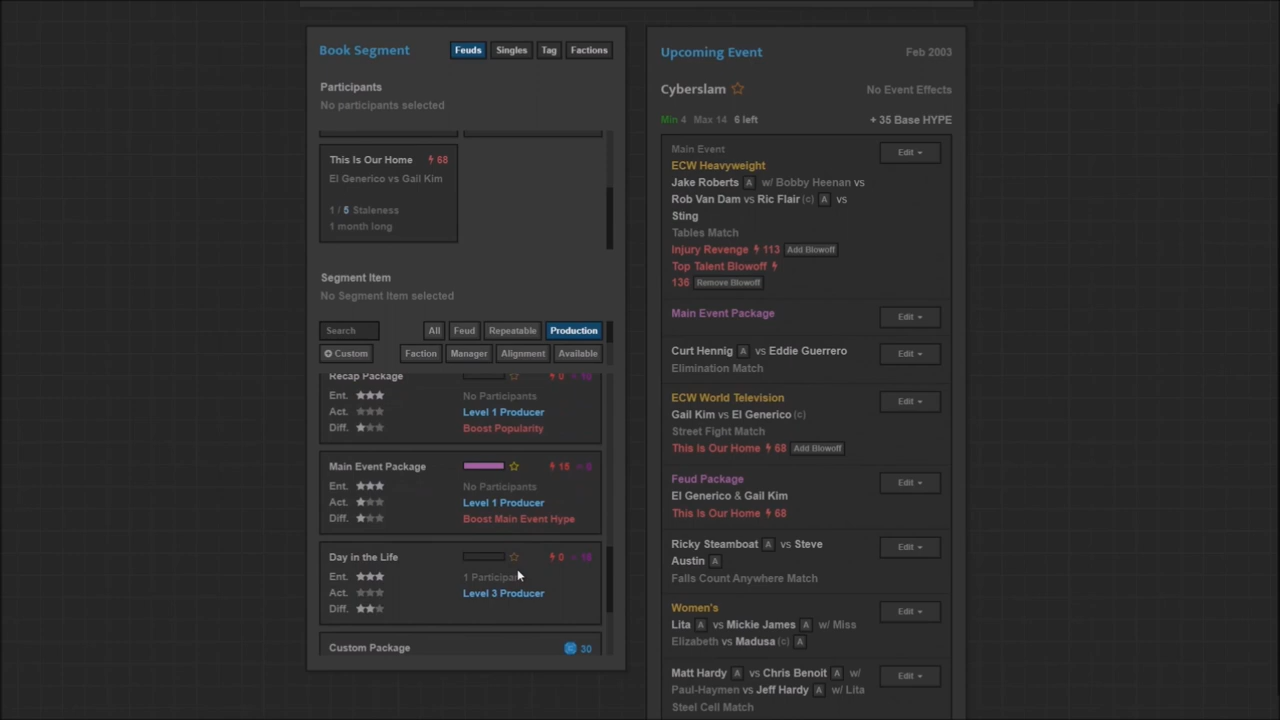 Book Segment Feuds Singles Tag Factions
Participants
No participants selected
This Is Our Home 68
El Generico vs Gail Kim
1 / 5 Staleness
1 month long
Segment Item
No Segment Item selected
Search All Feud Repeatable Production
Custom Faction Manager Alignment Available
Recap Package 0
Ent. No Participants
Act. Level 1 Producer
Diff. Boost Popularity
Main Event Package 16
Ent. No Participants
Act. Level 1 Producer
Diff. Boost Main Event Hype
Day in the Life 0
Ent. 1 Participant
Act. Level 3 Producer
Diff.
Custom Package 30
Upcoming Event Feb 2003
Cyberslam No Event Effects
Min 4 Max 14 6 left + 35 Base HYPE
Main Event Edit
ECW Heavyweight
Jake Roberts A w/ Bobby Heenan vs
Rob Van Dam vs Ric Flair (c) A vs
Sting
Tables Match
Injury Revenge 113 Add Blowoff
Top Talent Blowoff
136 Remove Blowoff
Main Event Package Edit
Curt Hennig A vs Eddie Guerrero Edit
Elimination Match
ECW World Television Edit
Gail Kim vs El Generico (c)
Street Fight Match
This Is Our Home 68 Add Blowoff
Feud Package Edit
El Generico & Gail Kim
This Is Our Home 68
Ricky Steamboat A vs Steve Edit
Austin A
Falls Count Anywhere Match
Women's Edit
Lita A vs Mickie James A w/ Miss
Elizabeth vs Madusa (c) A
Matt Hardy A vs Chris Benoit A w/ Edit
Paul-Haymen vs Jeff Hardy A w/ Lita
Steel Cell Match